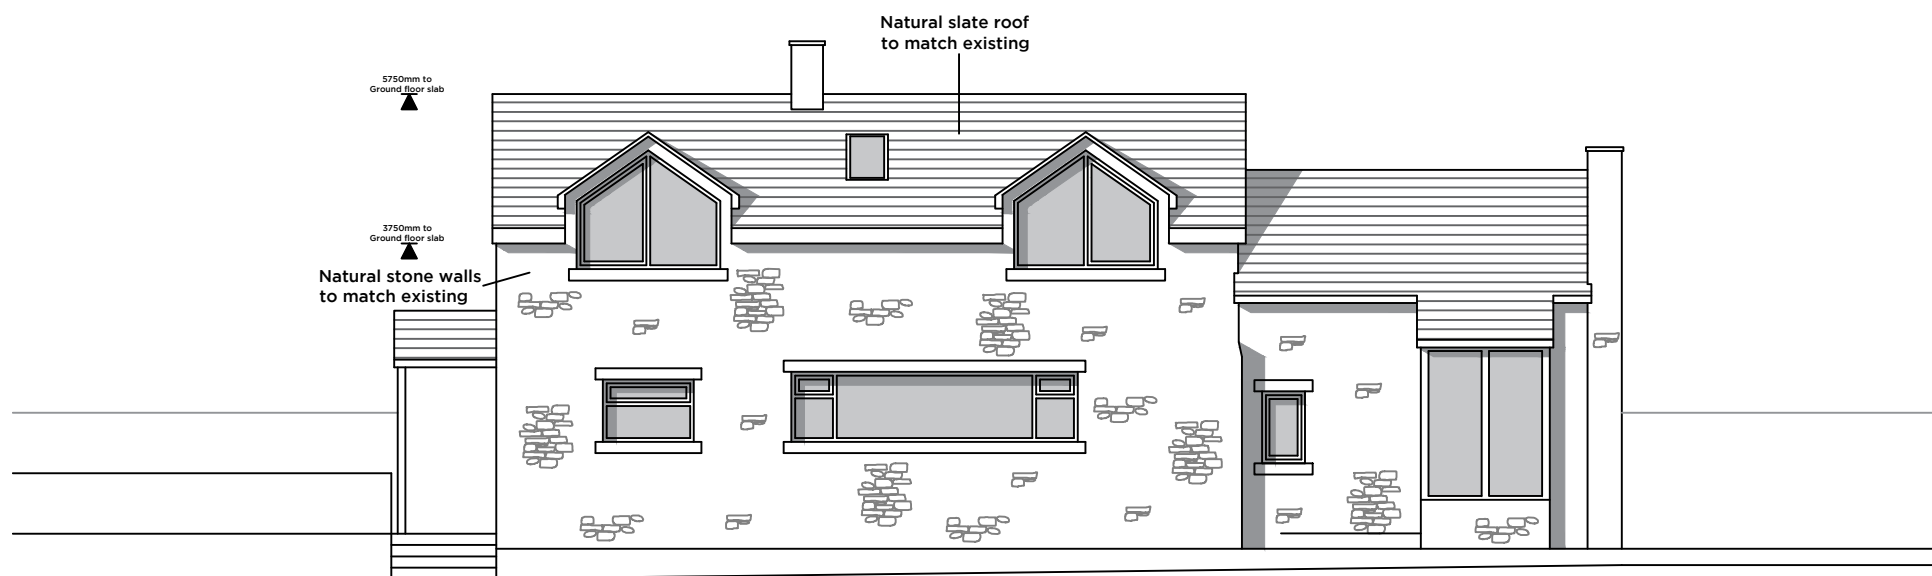 Natural slate roof
to match existing
5750mm to
Ground floor slab
3750mm to
Ground floor slab
Natural stone walls
to match existing